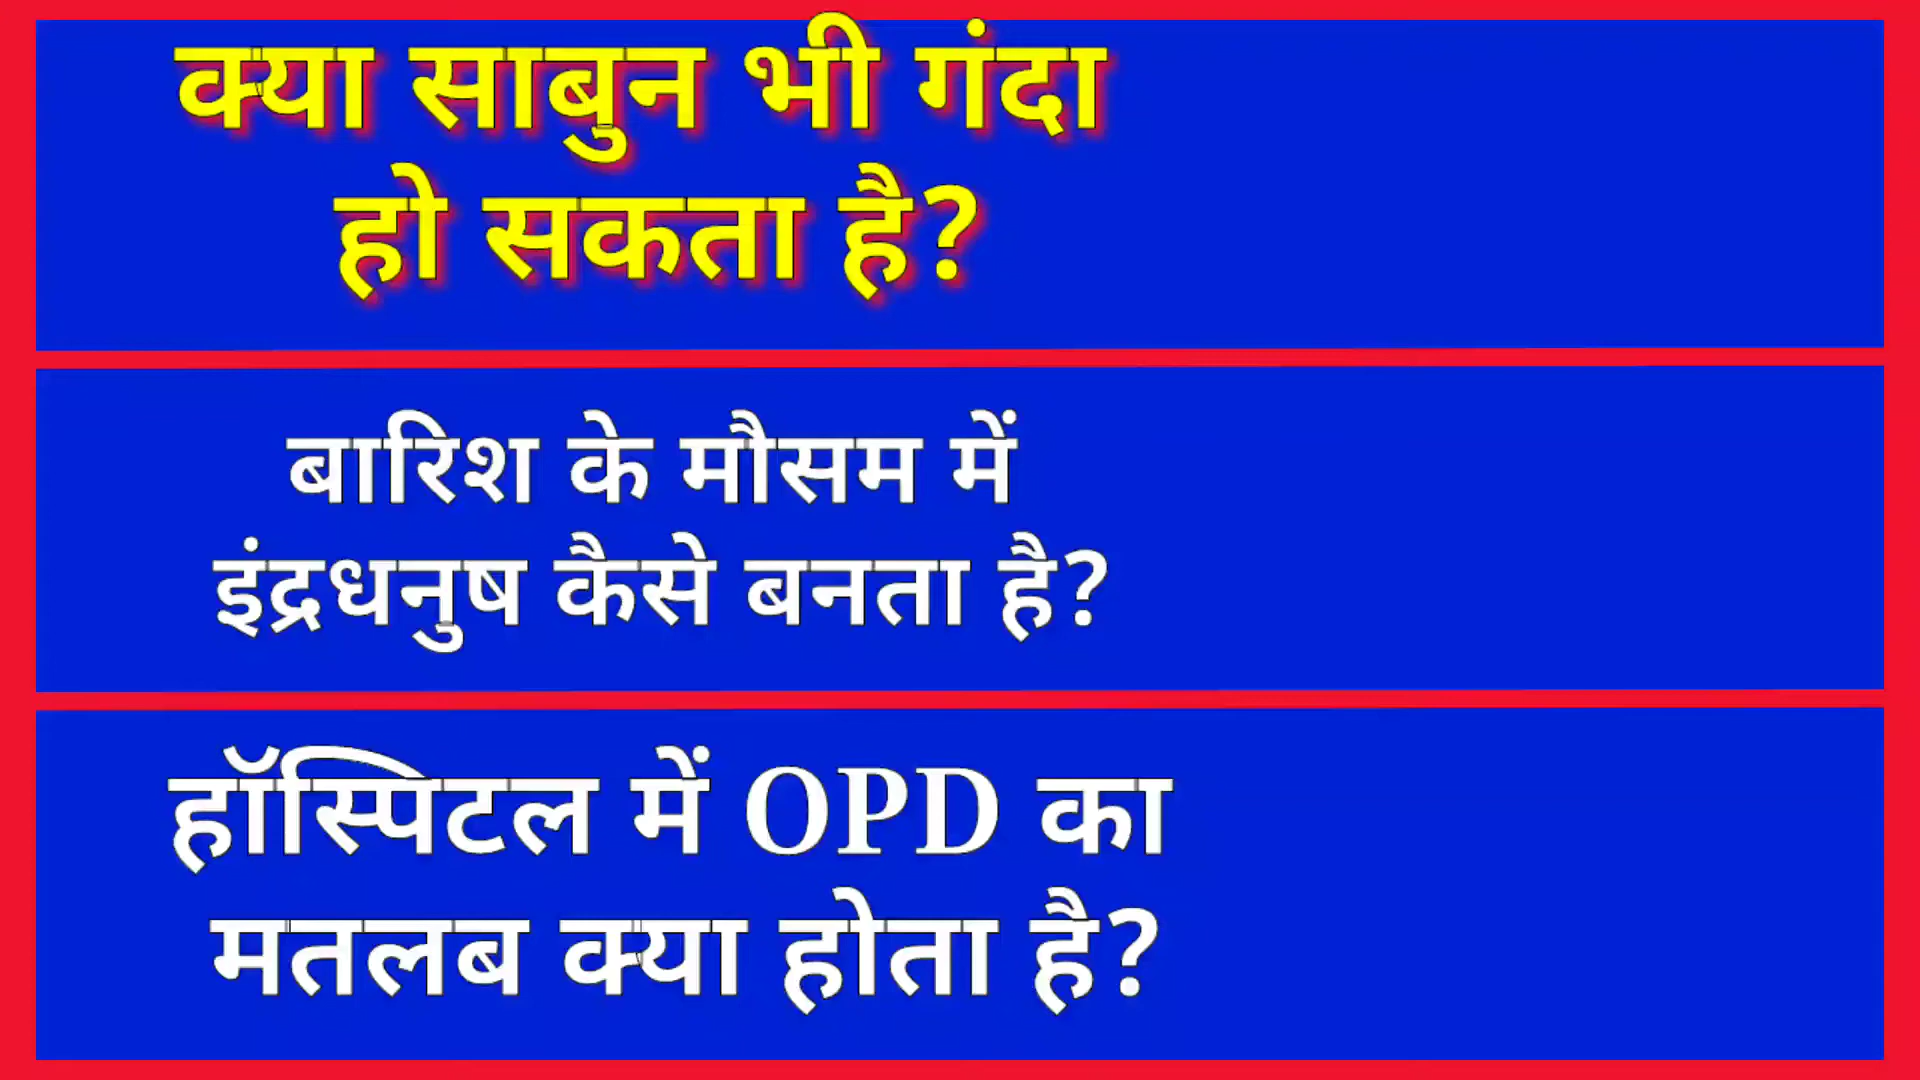 क्या साबुन भी गंदा
हो सकता है?
बारिश के मौसम में
इंद्रधनुष कैसे बनता है?
हॉस्पिटल में OPD का
मतलब क्या होता है?